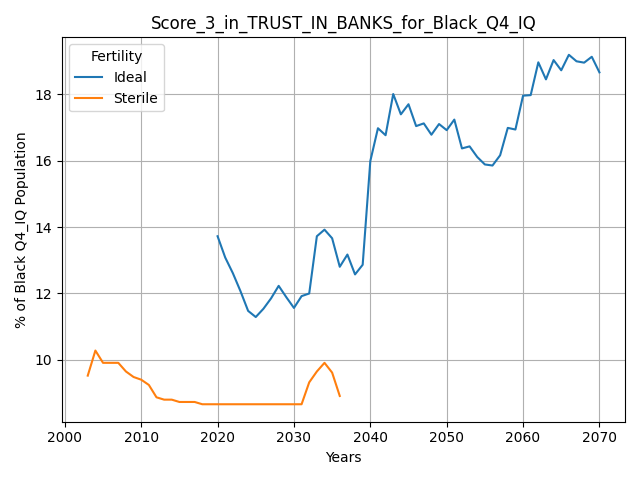 Score_3_in_TRUST_IN_BANKS_for_Black_Q4_IQ
Fertility
Ideal
Sterile
% of Black Q4_IQ Population
18
16
14
12
10
2000 2010 2020 2030 2040 2050 2060 2070
Years